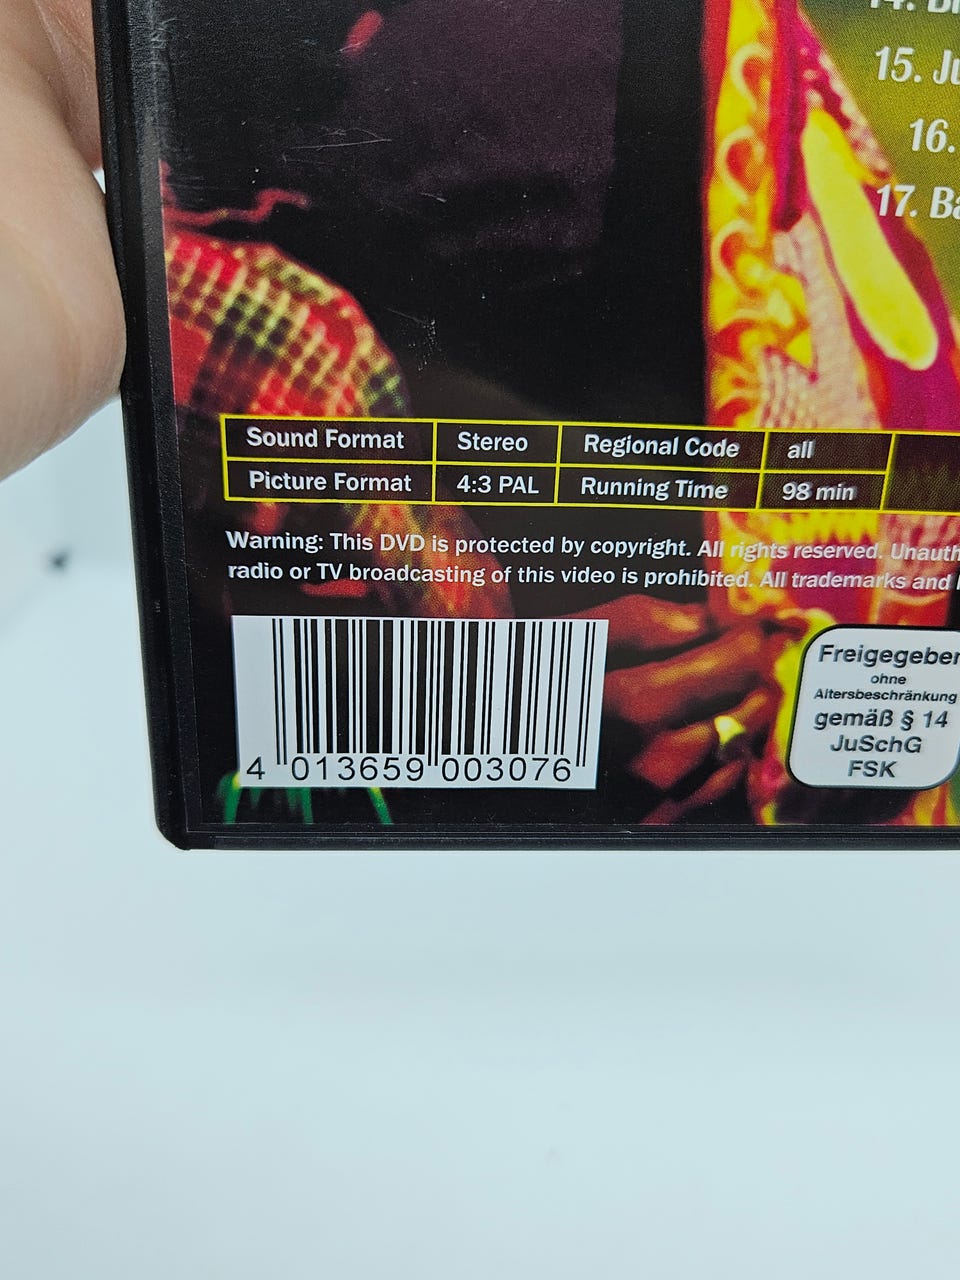 15. Ju
16.
17. Ba
Sound Format Stereo Regional Code all
Picture Format 4:3 PAL Running Time 98 min
Warning: This DVD is protected by copyright. All rights reserved. Unauth
radio or TV broadcasting of this video is prohibited. All trademarks and
Freigegeben
ohne
Altersbeschränkung
gemäß § 14
JuSchG
FSK
4 013659 003076